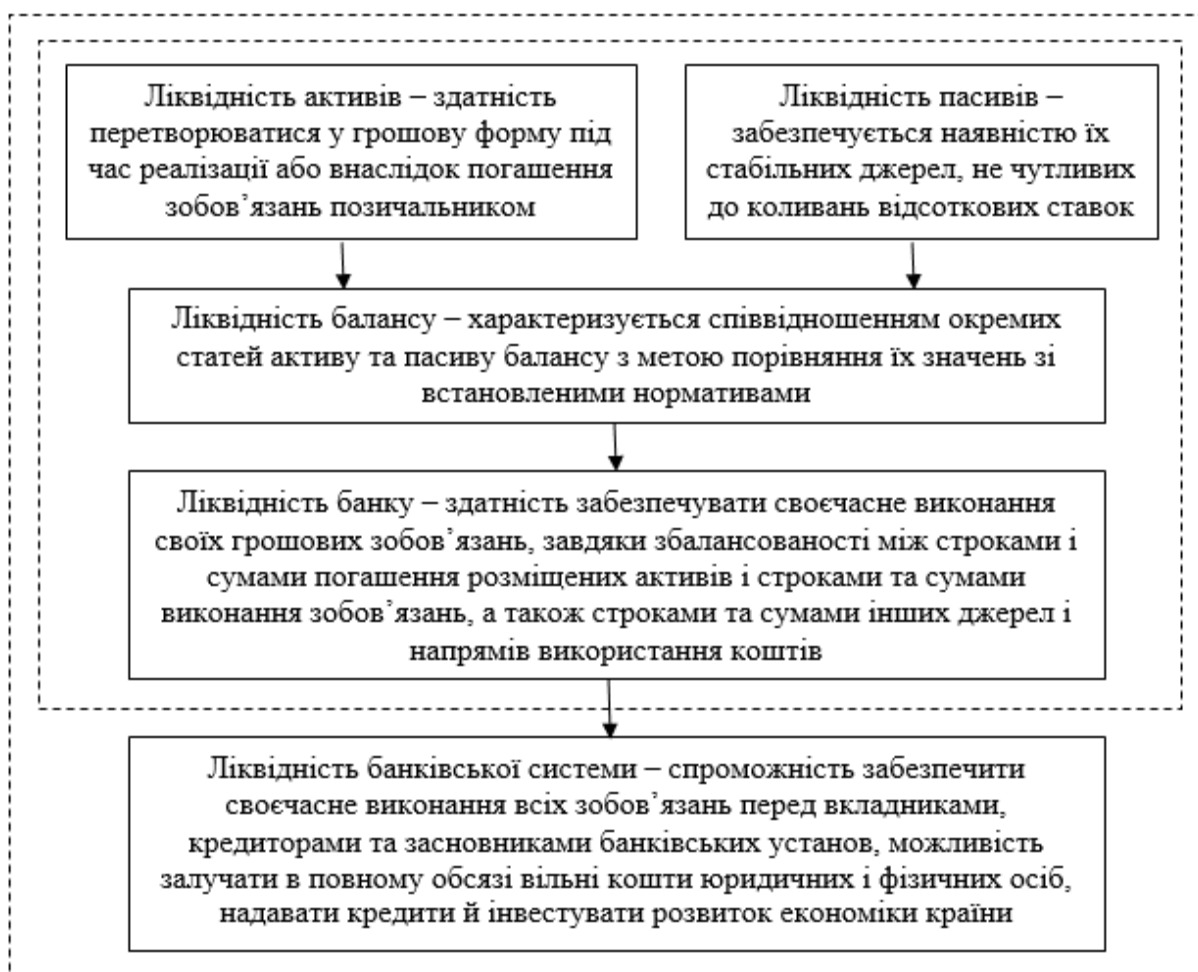 Ліквідність активів – здатність
перетворюватися у грошову форму під
час реалізації або внаслідок погашення
зобов’язань позичальником
Ліквідність пасивів –
забезпечується наявністю їх
стабільних джерел, не чутливих
до коливань відсоткових ставок
Ліквідність балансу – характеризується співвідношенням окремих
статей активу та пасиву балансу з метою порівняння їх значень зі
встановленими нормативами
Ліквідність банку – здатність забезпечувати своєчасне виконання
своїх грошових зобов’язань, завдяки збалансованості між строками і
сумами погашення розміщених активів і строками та сумами
виконання зобов’язань, а також строками та сумами інших джерел і
напрямів використання коштів
Ліквідність банківської системи – спроможність забезпечити
своєчасне виконання всіх зобов’язань перед вкладниками,
кредиторами та засновниками банківських установ, можливість
залучати в повному обсязі вільні кошти юридичних і фізичних осіб,
надавати кредити й інвестувати розвиток економіки країни